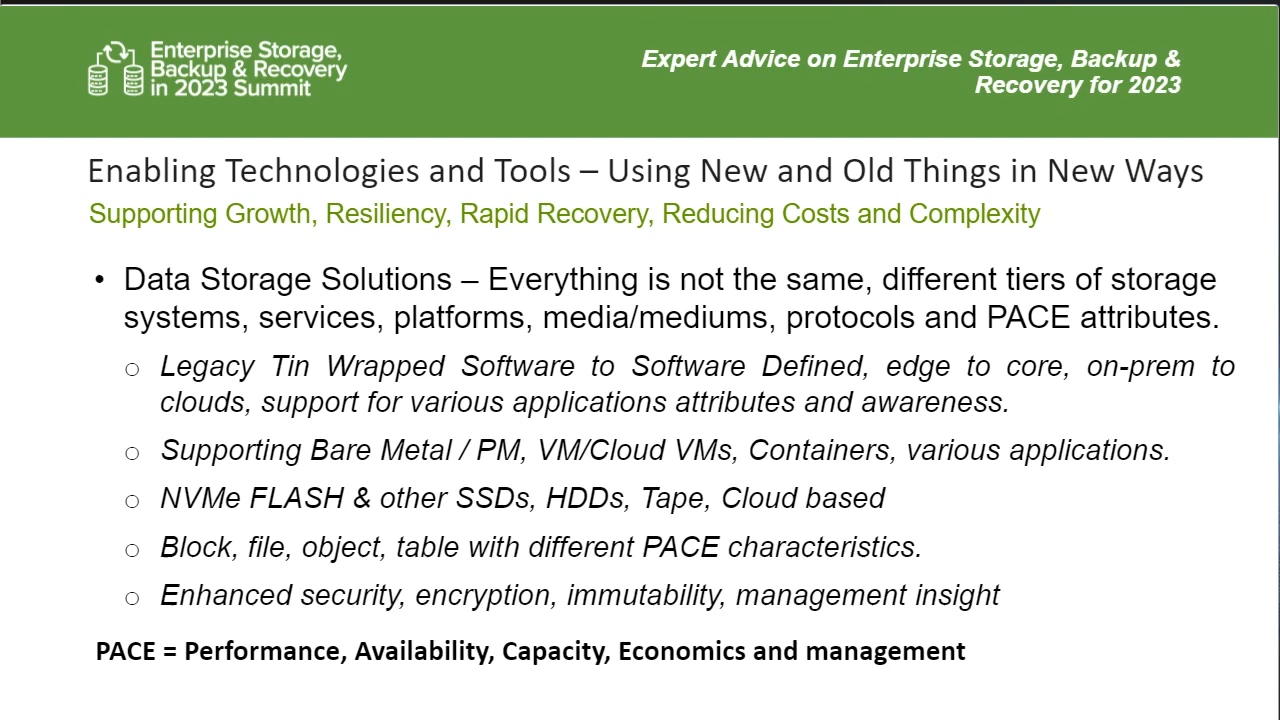 Enterprise Storage,
Backup & Recovery
in 2023 Summit
Expert Advice on Enterprise Storage, Backup &
Recovery for 2023
Enabling Technologies and Tools – Using New and Old Things in New Ways
Supporting Growth, Resiliency, Rapid Recovery, Reducing Costs and Complexity
• Data Storage Solutions – Everything is not the same, different tiers of storage
systems, services, platforms, media/mediums, protocols and PACE attributes.
o Legacy Tin Wrapped Software to Software Defined, edge to core, on-prem to
clouds, support for various applications attributes and awareness.
o Supporting Bare Metal / PM, VM/Cloud VMs, Containers, various applications.
o NVMe FLASH & other SSDs, HDDs, Tape, Cloud based
o Block, file, object, table with different PACE characteristics.
o Enhanced security, encryption, immutability, management insight
PACE = Performance, Availability, Capacity, Economics and management